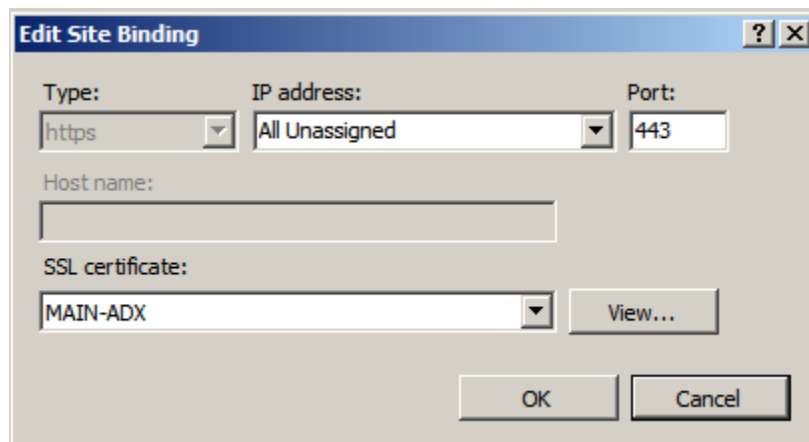 Edit Site Binding
Type: IP address: Port:
https All Unassigned 443
Host name:
SSL certificate:
MAIN-ADX View...
OK Cancel